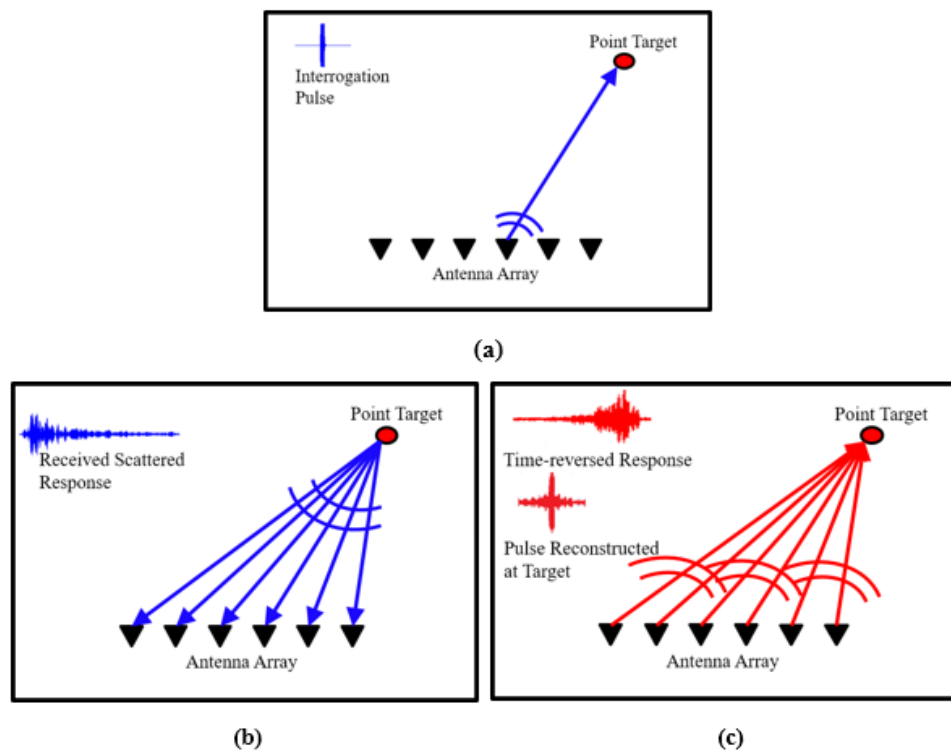 Point Target
Interrogation
Pulse
Antenna Array
(a)
Point Target
Received Scattered
Response
Antenna Array
(b)
Point Target
Time-reversed Response
Pulse Reconstructed
at Target
Antenna Array
(c)